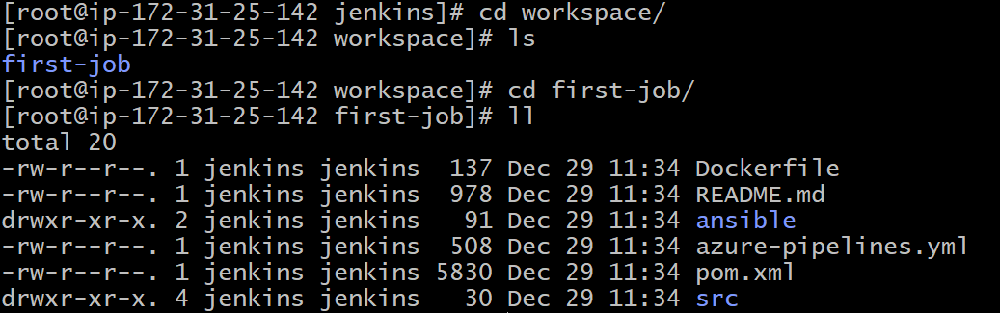 [root@ip-172-31-25-142 jenkins]# cd workspace/
[root@ip-172-31-25-142 workspace]# ls
first-job
[root@ip-172-31-25-142 workspace]# cd first-job/
[root@ip-172-31-25-142 first-job]# ll
total 20
-rw-r--r--. 1 jenkins jenkins  137 Dec 29 11:34 Dockerfile
-rw-r--r--. 1 jenkins jenkins  978 Dec 29 11:34 README.md
drwxr-xr-x. 2 jenkins jenkins   91 Dec 29 11:34 ansible
-rw-r--r--. 1 jenkins jenkins  508 Dec 29 11:34 azure-pipelines.yml
-rw-r--r--. 1 jenkins jenkins 5830 Dec 29 11:34 pom.xml
drwxr-xr-x. 4 jenkins jenkins   30 Dec 29 11:34 src